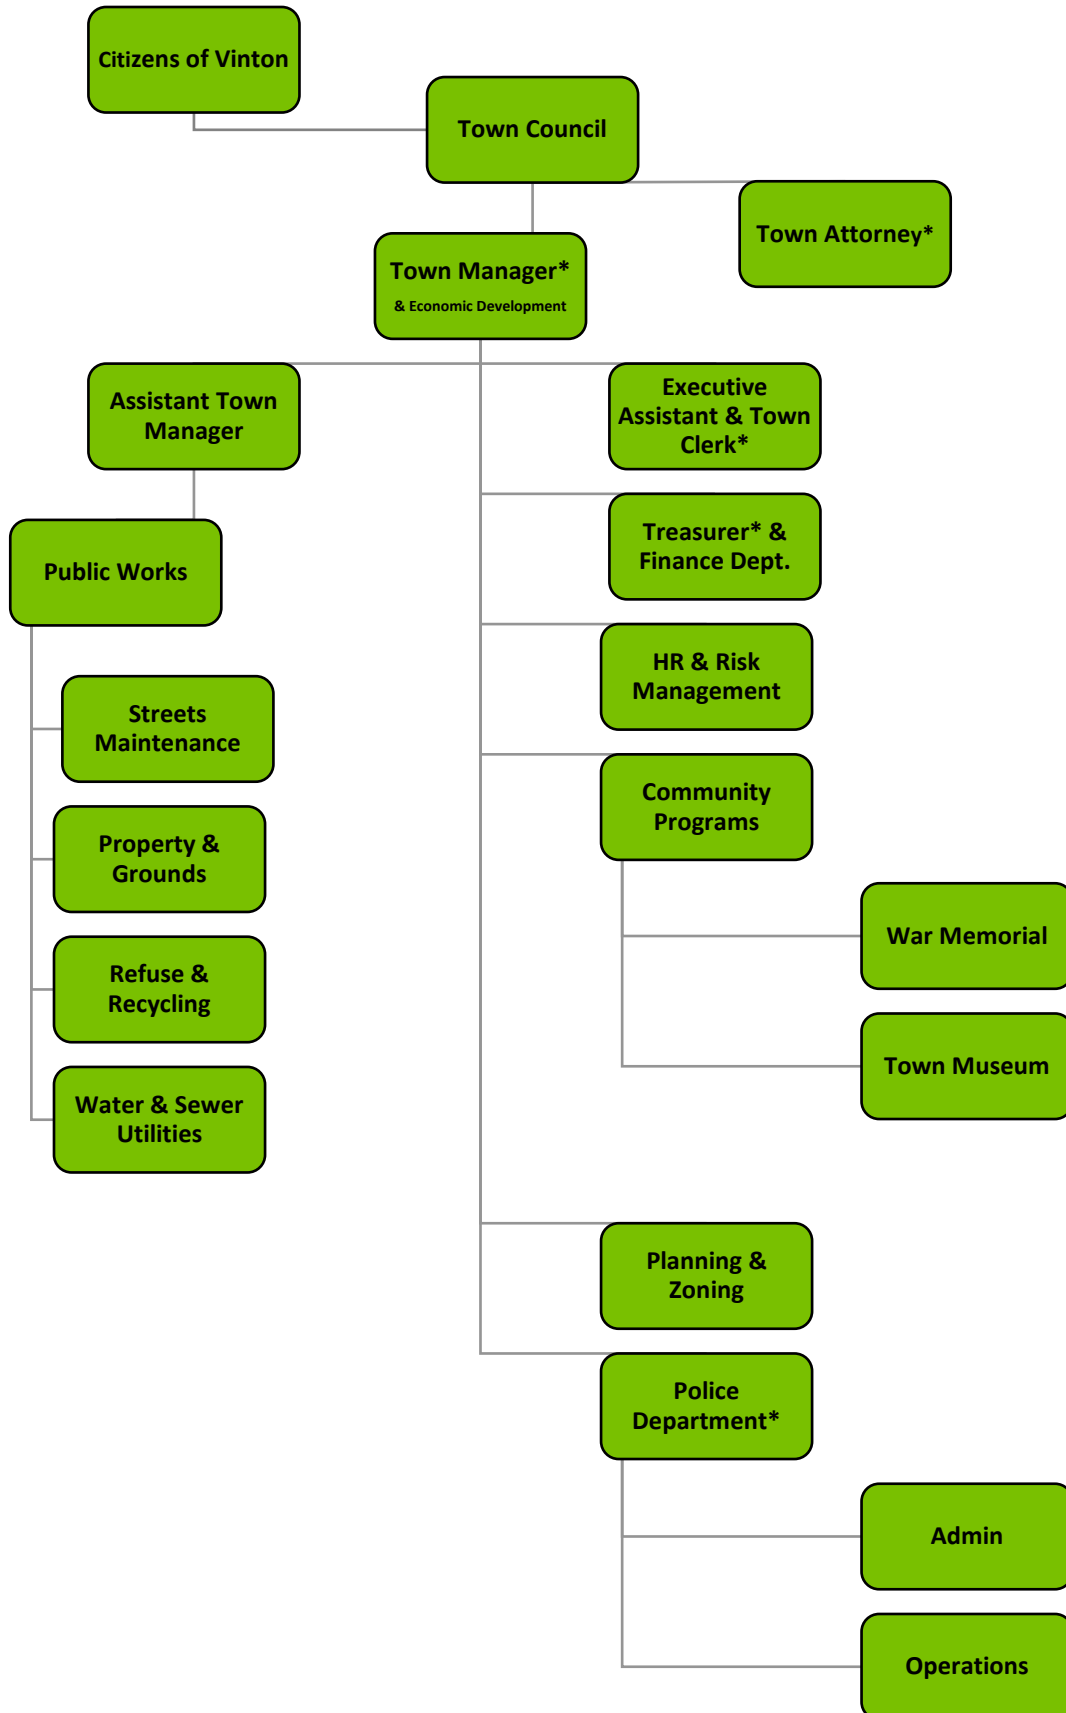 Citizens of Vinton
Town Council
Town Attorney*
Town Manager*
& Economic Development
Assistant Town
Manager
Executive
Assistant & Town
Clerk*
Treasurer* &
Finance Dept.
Public Works
HR & Risk
Management
Streets
Maintenance
Community
Programs
Property &
Grounds
War Memorial
Refuse &
Recycling
Town Museum
Water & Sewer
Utilities
Planning &
Zoning
Police
Department*
Admin
Operations